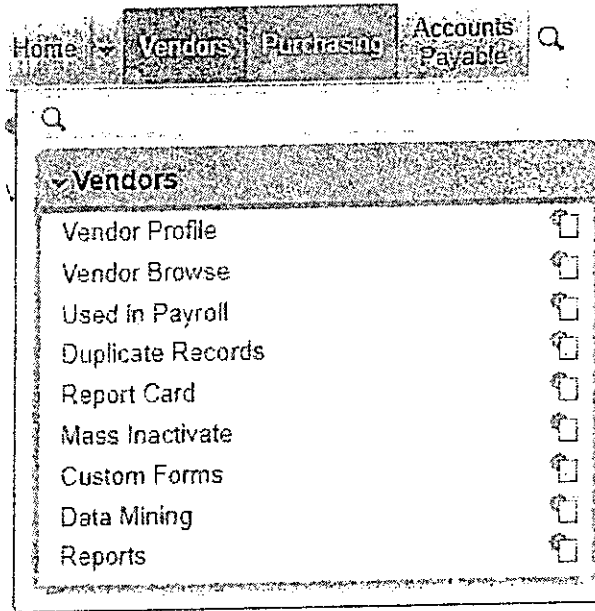 Home Vendors Purchasing Accounts Payable
Vendors
Vendor Profile
Vendor Browse
Used in Payroll
Duplicate Records
Report Card
Mass Inactivate
Custom Forms
Data Mining
Reports